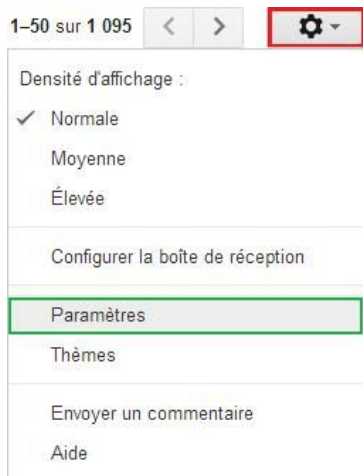 1–50 sur 1 095
Densité d'affichage :
Normale
Moyenne
Élevée
Configurer la boîte de réception
Paramètres
Thèmes
Envoyer un commentaire
Aide